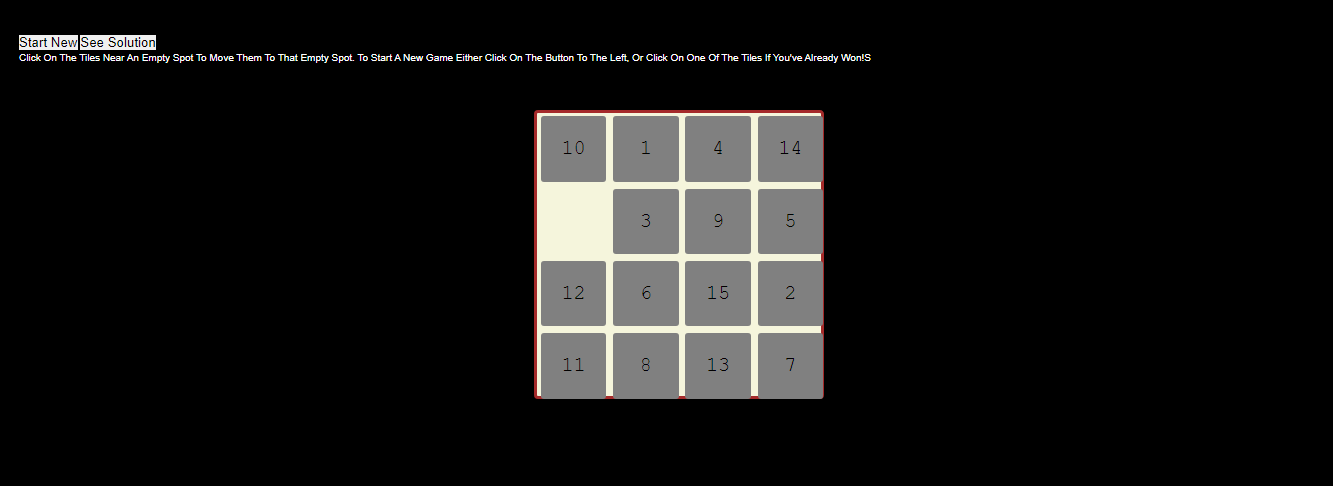 Start New See Solution
Click On The Tiles Near An Empty Spot To Move Them To That Empty Spot. To Start A New Game Either Click On The Button To The Left, Or Click On One Of The Tiles If You've Already Won!S
10 1 4 14
3 9 5
12 6 15 2
11 8 13 7